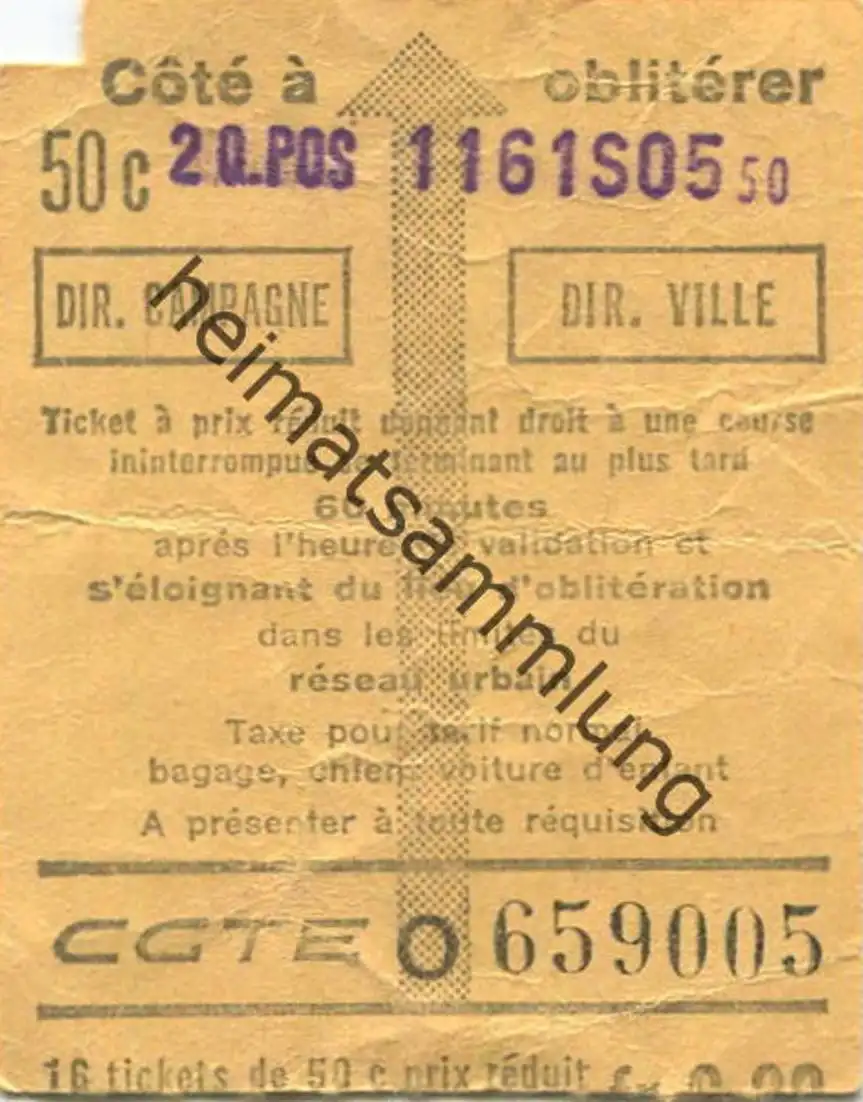 Côté à oblitérer
50 c 2 Q.POS 1161S05 50
DIR. CAMPAGNE DIR. VILLE
Ticket à prix réduit donnant droit à une course
ininterrompue se terminant au plus tard
60 minutes
après l'heure de validation et
s'éloignant du lieu d'oblitération
dans les limites du
réseau urbain
Taxe pour tarif normal,
bagage, chien, voiture d'enfant
A présenter à toute réquisition
CGTE O 659005
16 tickets de 50 c prix réduit
heimatsammlung